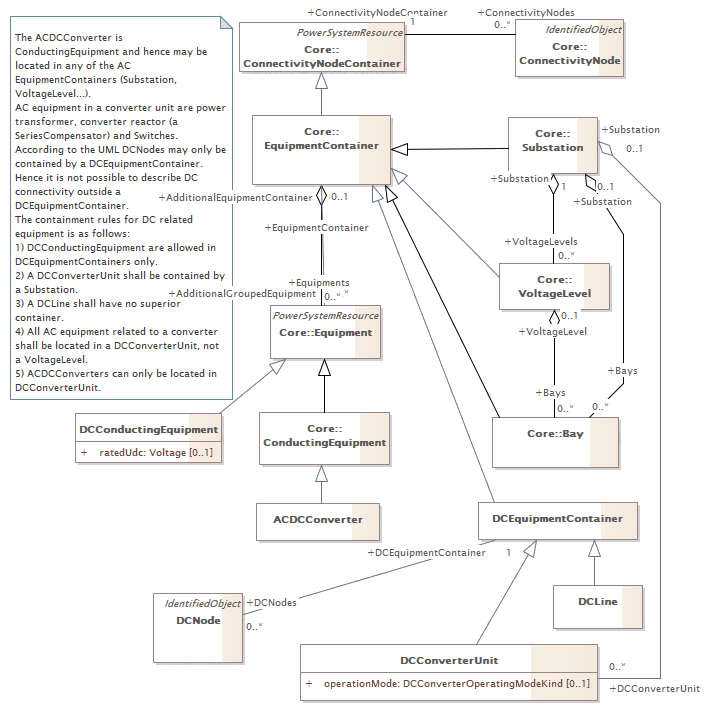 +ConnectivityNodeContainer
+ConnectivityNodes
1
0..*
PowerSystemResource
Core::
ConnectivityNodeContainer
IdentifiedObject
Core::
ConnectivityNode
The ACDCConverter is
ConductingEquipment and hence may be
located in any of the AC
EquipmentContainers (Substation,
VoltageLevel...).
AC equipment in a converter unit are power
transformer, converter reactor (a
SeriesCompensator) and Switches.
According to the UML DCNodes may only be
contained by a DCEquipmentContainer.
Hence it is not possible to describe DC
connectivity outside a
DCEquipmentContainer.
The containment rules for DC related
equipment is as follows:
1) DCConductingEquipment are allowed in
DCEquipmentContainers only.
2) A DCConverterUnit shall be contained by
a Substation.
3) A DCLine shall have no superior
container.
4) All AC equipment related to a converter
shall be located in a DCConverterUnit, not
a VoltageLevel.
5) ACDCConverters can only be located in
DCConverterUnit.
Core::
EquipmentContainer
Core::
Substation
+Substation
0..1
+Substation
1
0..1
+Substation
+AdditionalEquipmentContainer
0..1
+EquipmentContainer
+VoltageLevels
0..*
+Equipments
+AdditionalGroupedEquipment
0..*
Core::
VoltageLevel
0..1
+VoltageLevel
PowerSystemResource
Core::Equipment
+Bays
+Bays
0..*
0..*
DCConductingEquipment
+ ratedUdc: Voltage [0..1]
Core::
ConductingEquipment
Core::Bay
ACDCConverter
DCEquipmentContainer
+DCEquipmentContainer
1
IdentifiedObject
DCNode
+DCNodes
0..*
DCLine
DCConverterUnit
+ operationMode: DCConverterOperatingModeKind [0..1]
0..*
+DCConverterUnit